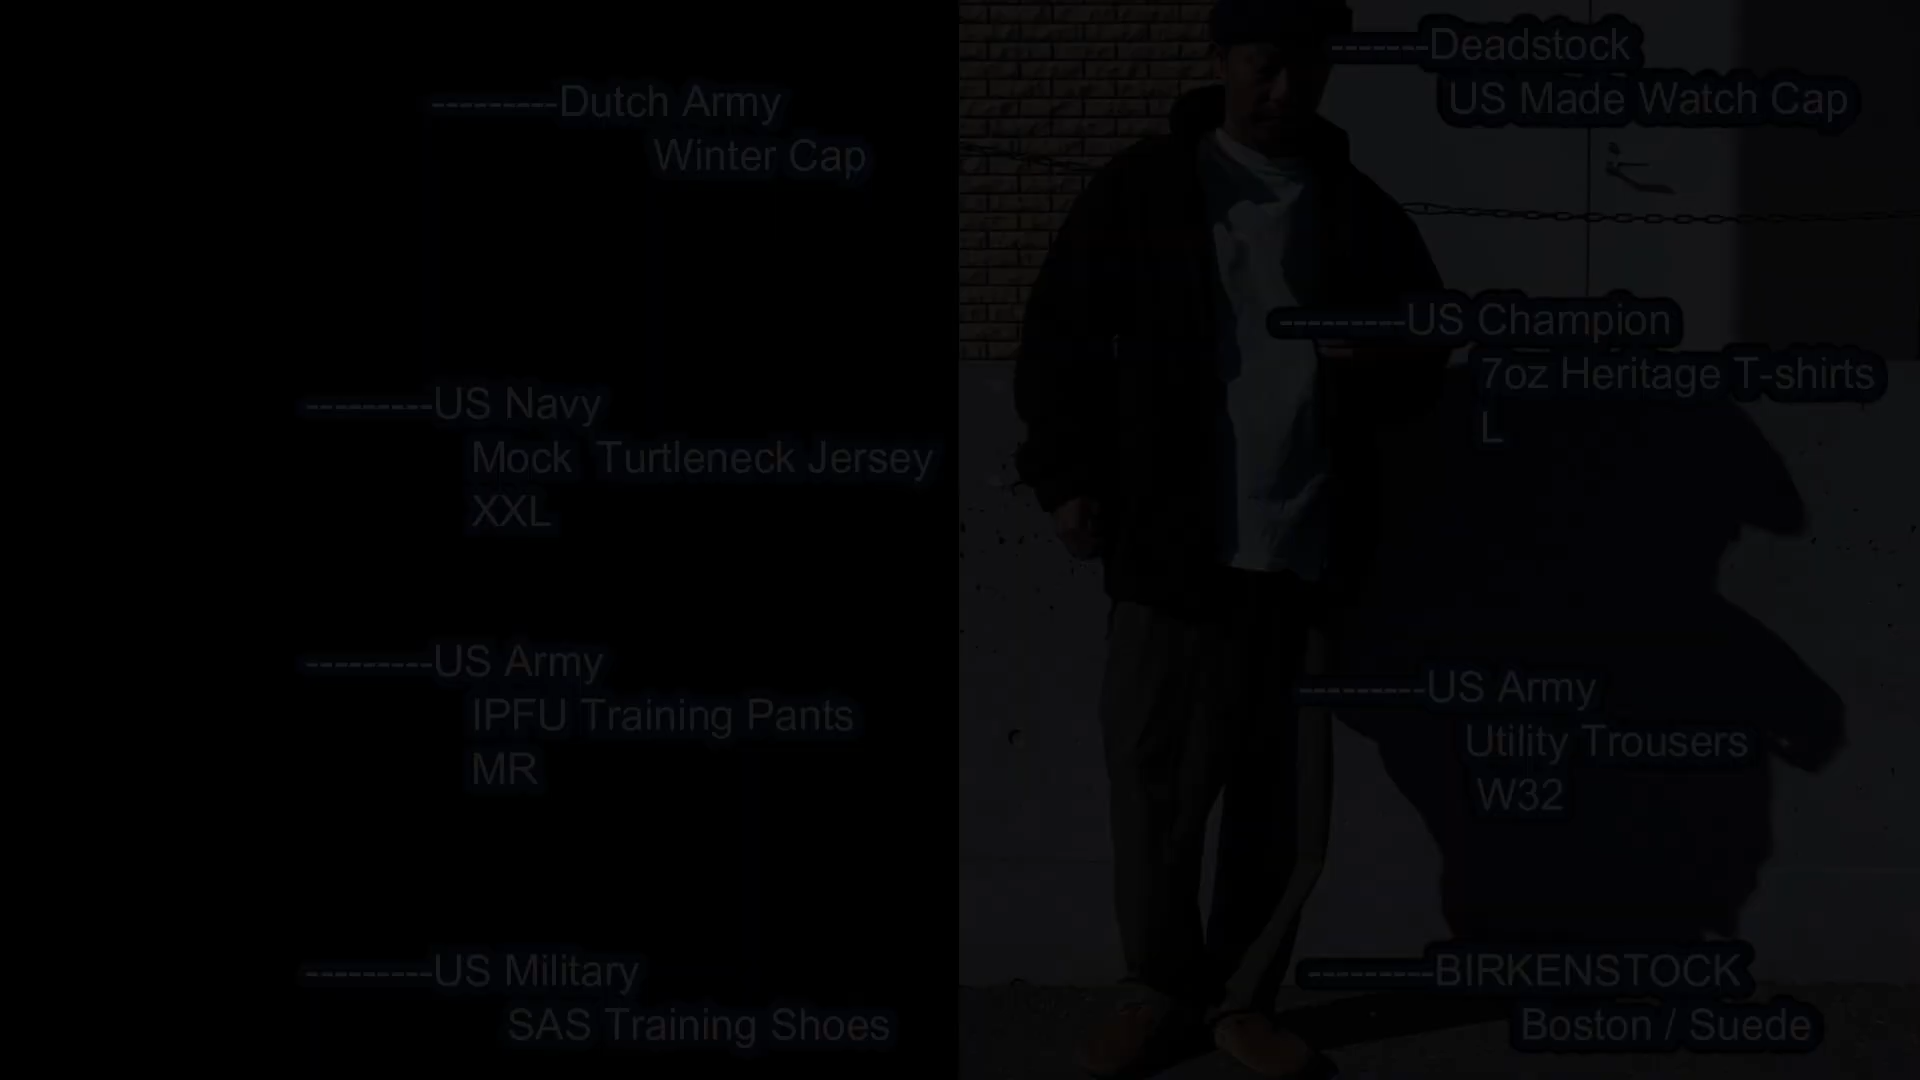 ---------Dutch Army
Winter Cap
---------US Navy
Mock Turtleneck Jersey
XXL
---------US Army
IPFU Training Pants
MR
---------US Military
SAS Training Shoes
-------Deadstock
US Made Watch Cap
---------US Champion
7oz Heritage T-shirts
L
---------US Army
Utility Trousers
W32
---------BIRKENSTOCK
Boston / Suede